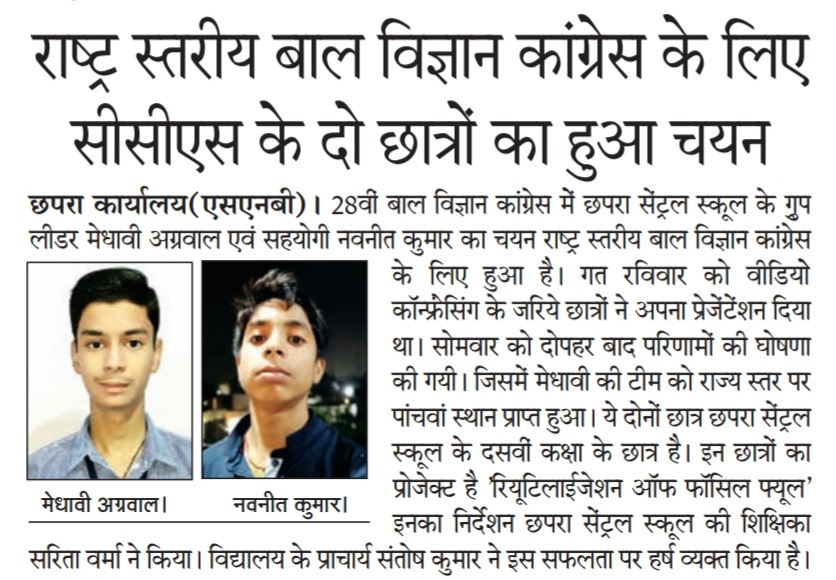 राष्ट्र स्तरीय बाल विज्ञान कांग्रेस के लिए
सीसीएस के दो छात्रों का हुआ चयन
छपरा कार्यालय(एसएनबी)। 28वीं बाल विज्ञान कांग्रेस में छपरा सेंट्रल स्कूल के गु्रप
लीडर मेधावी अग्रवाल एवं सहयोगी नवनीत कुमार का चयन राष्ट्र स्तरीय बाल विज्ञान कांग्रेस
के लिए हुआ है। गत रविवार को वीडियो
कॉन्फ्रेसिंग के जरिये छात्रों ने अपना प्रेजेंटेंशन दिया
था। सोमवार को दोपहर बाद परिणामों की घोषणा
की गयी। जिसमें मेधावी की टीम को राज्य स्तर पर
पांचवां स्थान प्राप्त हुआ। ये दोनों छात्र छपरा सेंट्रल
स्कूल के दसवीं कक्षा के छात्र है। इन छात्रों का
प्रोजेक्ट है 'रियूटिलाईजेशन ऑफ फॉसिल फ्यूल'
इनका निर्देशन छपरा सेंट्रल स्कूल की शिक्षिका
सरिता वर्मा ने किया। विद्यालय के प्राचार्य संतोष कुमार ने इस सफलता पर हर्ष व्यक्त किया है।
मेधावी अग्रवाल।
नवनीत कुमार।